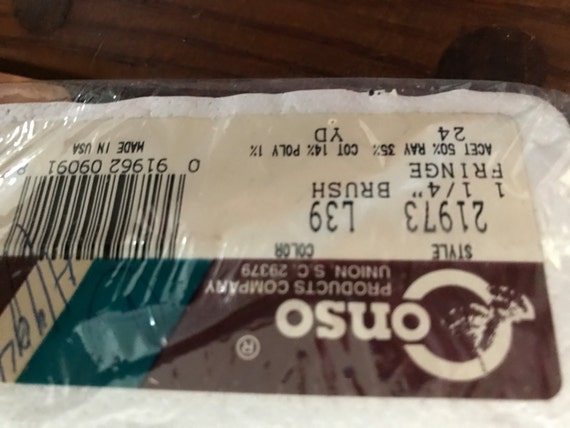 Conso ®
PRODUCTS COMPANY
UNION, S.C. 29379
STYLE COLOR
21973 L39
1 1/4" BRUSH
FRINGE
ACET 50% RAY 35% COT 14% POLY 1%
24 YD
0 91962 09091
MADE IN USA